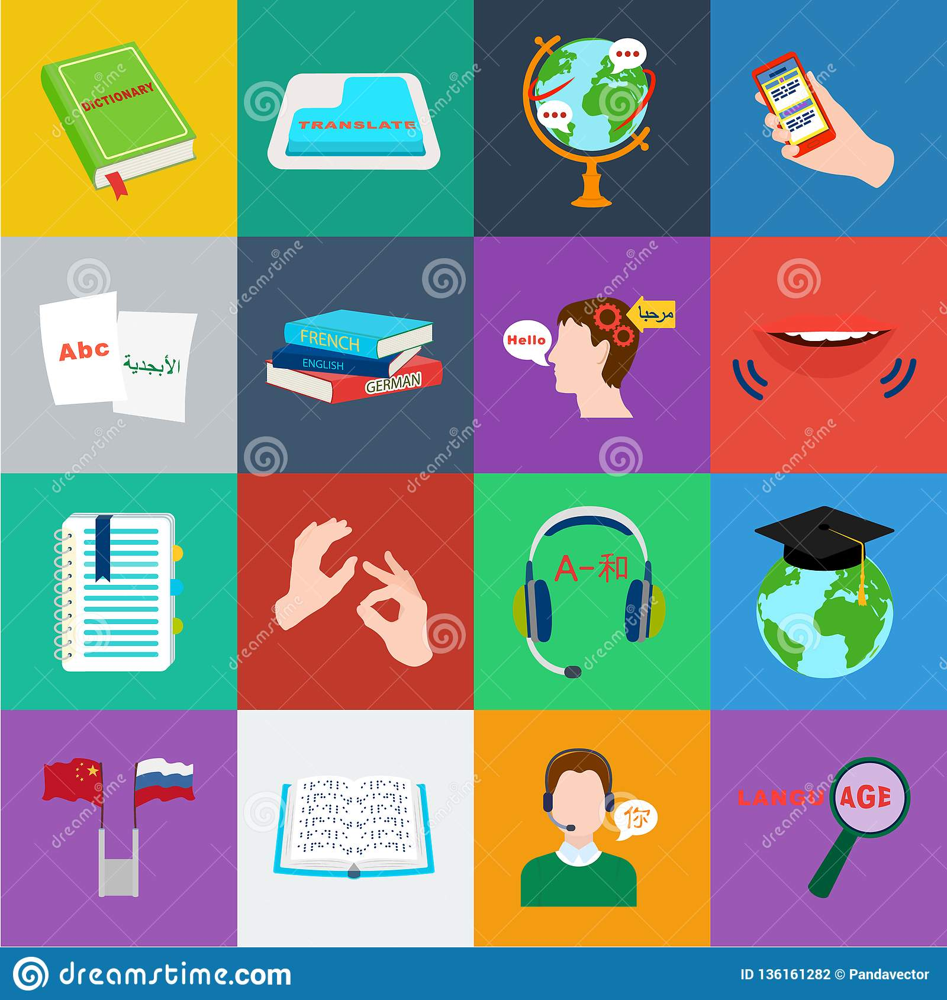 DICTIONARY
TRANSLATE
Abc
الأبجدية
FRENCH
ENGLISH
GERMAN
Hello
مرحبا
A-和
你
LANGU AGE
dreamstime.com
ID 136161282 © Pandavector